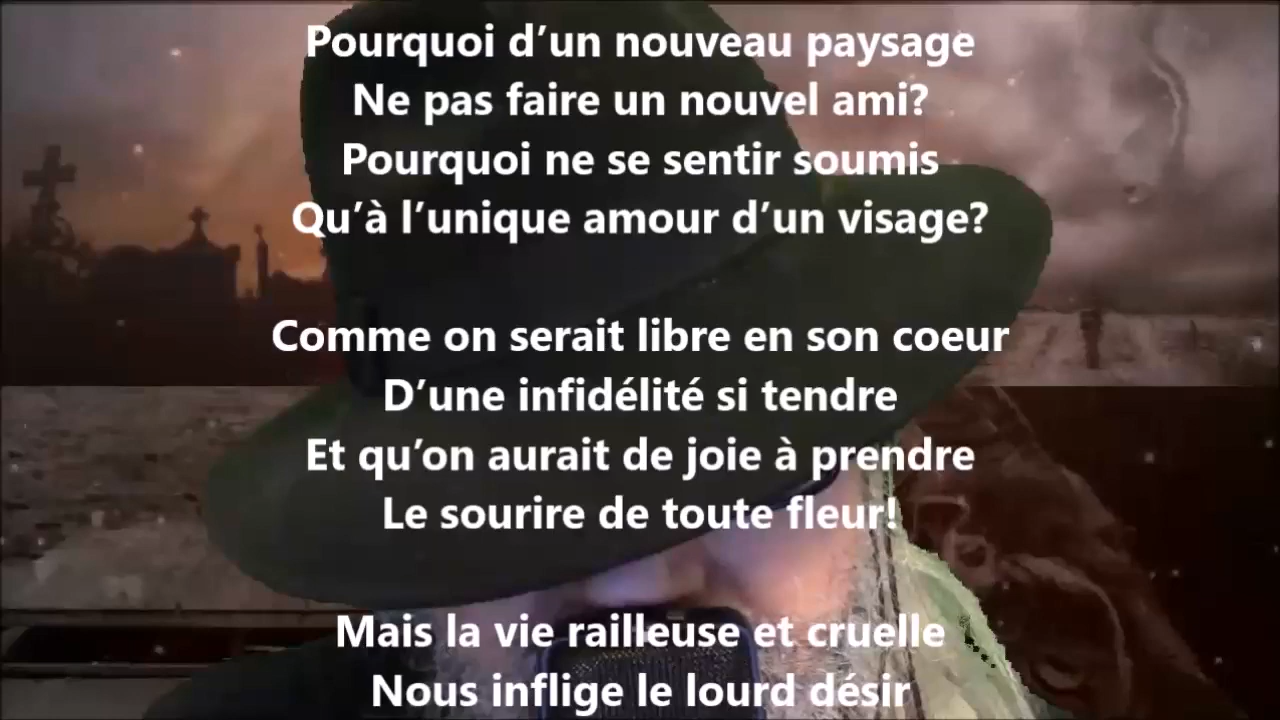 Pourquoi d’un nouveau paysage
Ne pas faire un nouvel ami?
Pourquoi ne se sentir soumis
Qu’à l’unique amour d’un visage?
Comme on serait libre en son coeur
D’une infidélité si tendre
Et qu’on aurait de joie à prendre
Le sourire de toute fleur!
Mais la vie railleuse et cruelle
Nous inflige le lourd désir